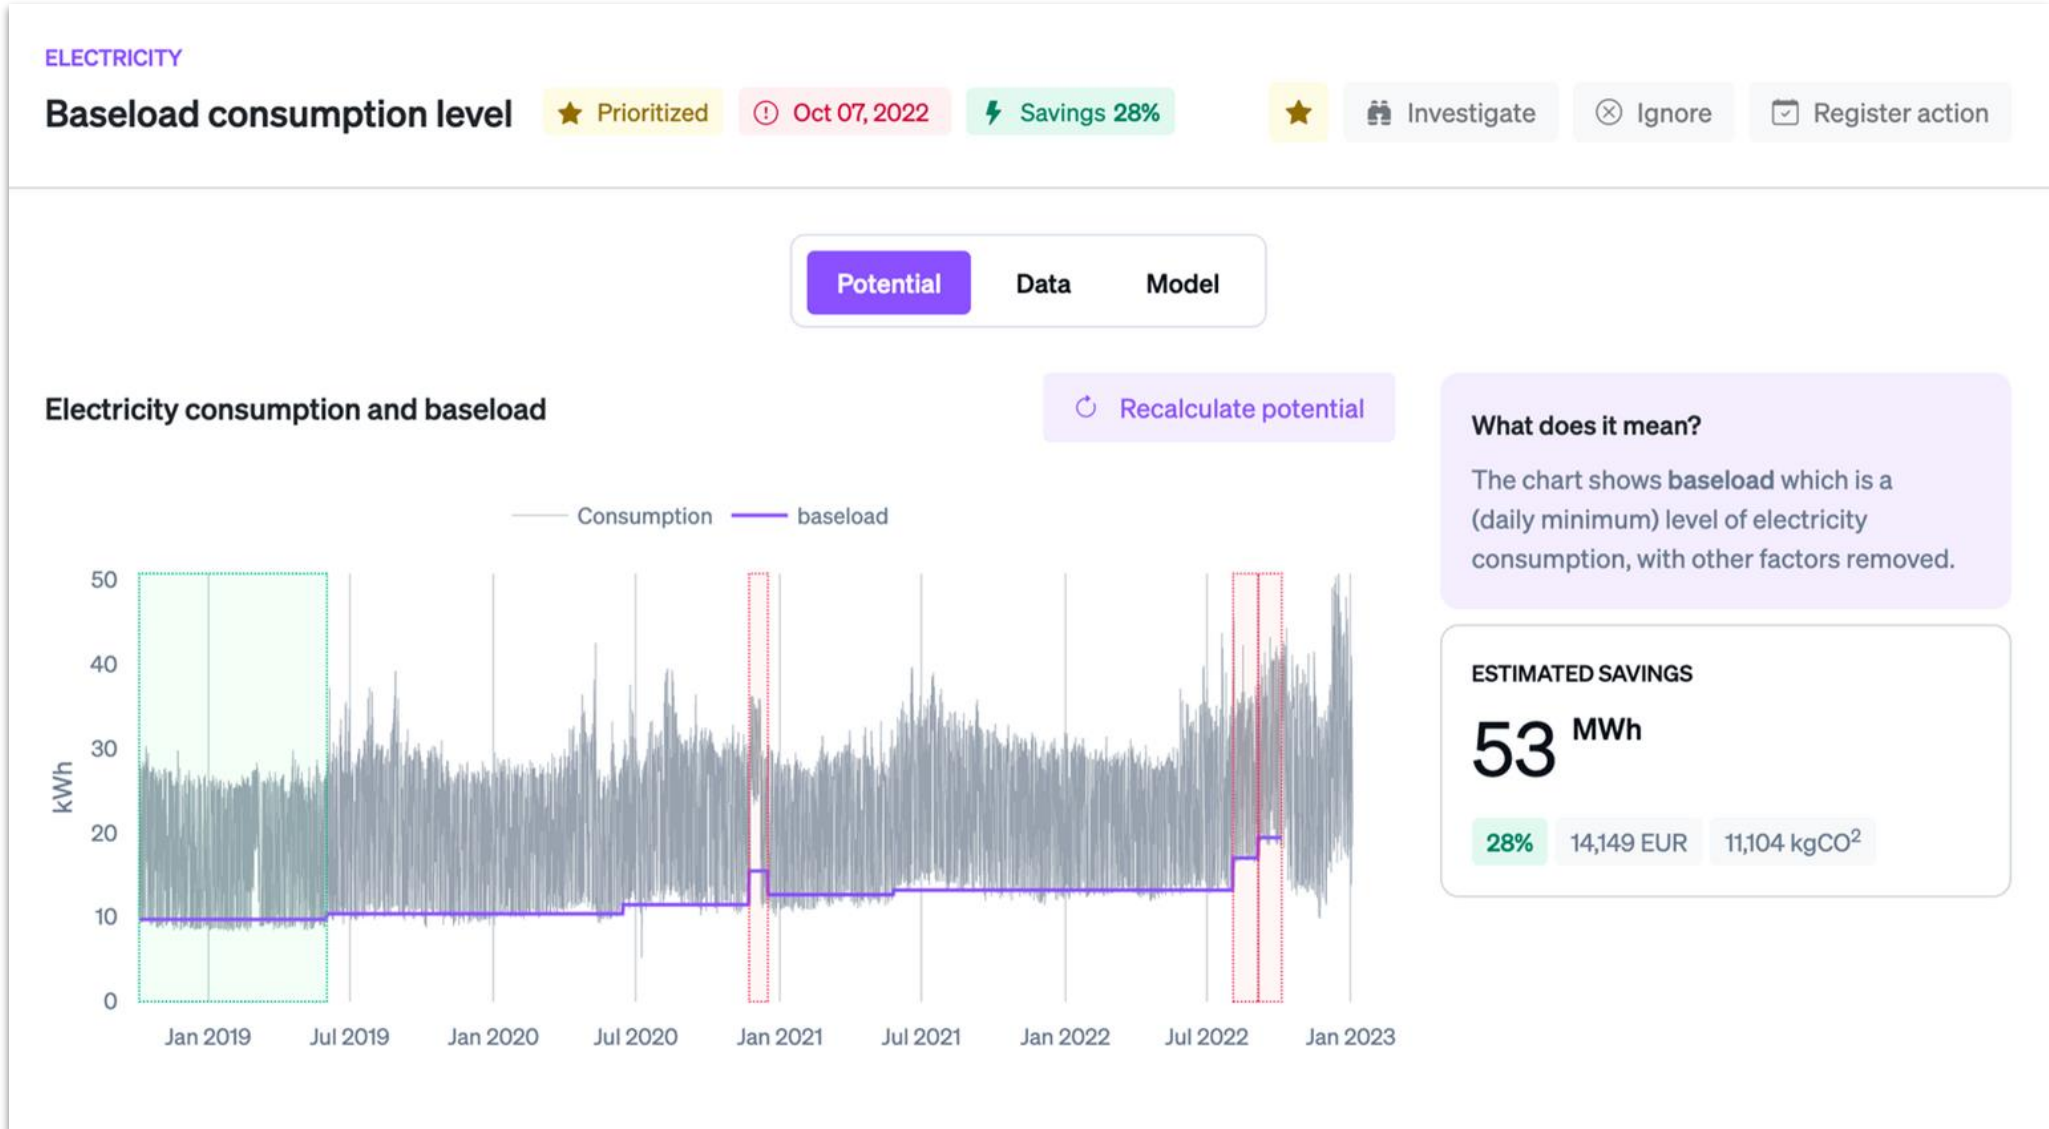 ELECTRICITY
Baseload consumption level
Prioritized
Oct 07, 2022
Savings 28%
Investigate
Ignore
Register action
Potential
Data
Model
Electricity consumption and baseload
Recalculate potential
Consumption
baseload
50
40
30
20
10
0
kWh
Jan 2019
Jul 2019
Jan 2020
Jul 2020
Jan 2021
Jul 2021
Jan 2022
Jul 2022
Jan 2023
What does it mean?
The chart shows baseload which is a
(daily minimum) level of electricity
consumption, with other factors removed.
ESTIMATED SAVINGS
53 MWh
28%
14,149 EUR
11,104 kgCO²